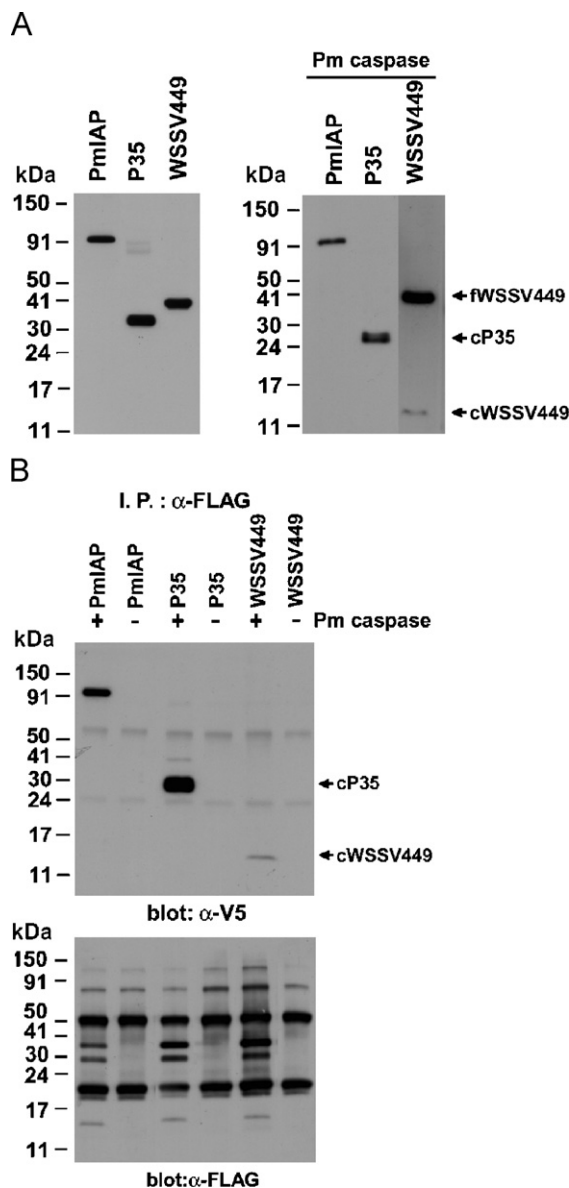 A
Pm caspase
PmIAP P35 WSSV449
PmIAP P35 WSSV449
kDa
150
91
50
41
30
24
17
11
kDa
150
91
50
41
30
24
17
11
fWSSV449
cP35
cWSSV449
B
I. P. : α-FLAG
PmIAP PmIAP P35 P35 WSSV449 WSSV449
+ - + - + - Pm caspase
kDa
150
91
50
41
30
24
17
11
cP35
cWSSV449
blot: α-V5
kDa
150
91
50
41
30
24
17
11
blot:α-FLAG